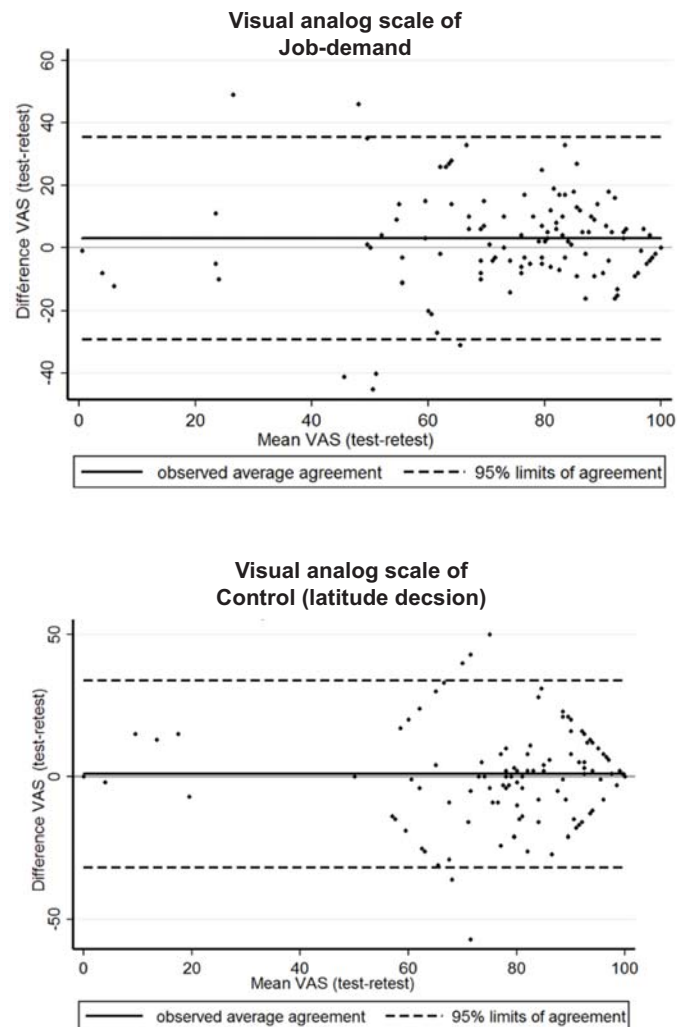 Visual analog scale of
Job-demand
Différence VAS (test-retest)
60
40
20
0
-20
-40
0 20 40 60 80 100
Mean VAS (test-retest)
observed average agreement 95% limits of agreement
Visual analog scale of
Control (latitude decsion)
Difference VAS (test-retest)
50
0
-50
0 20 40 60 80 100
Mean VAS (test-retest)
observed average agreement 95% limits of agreement